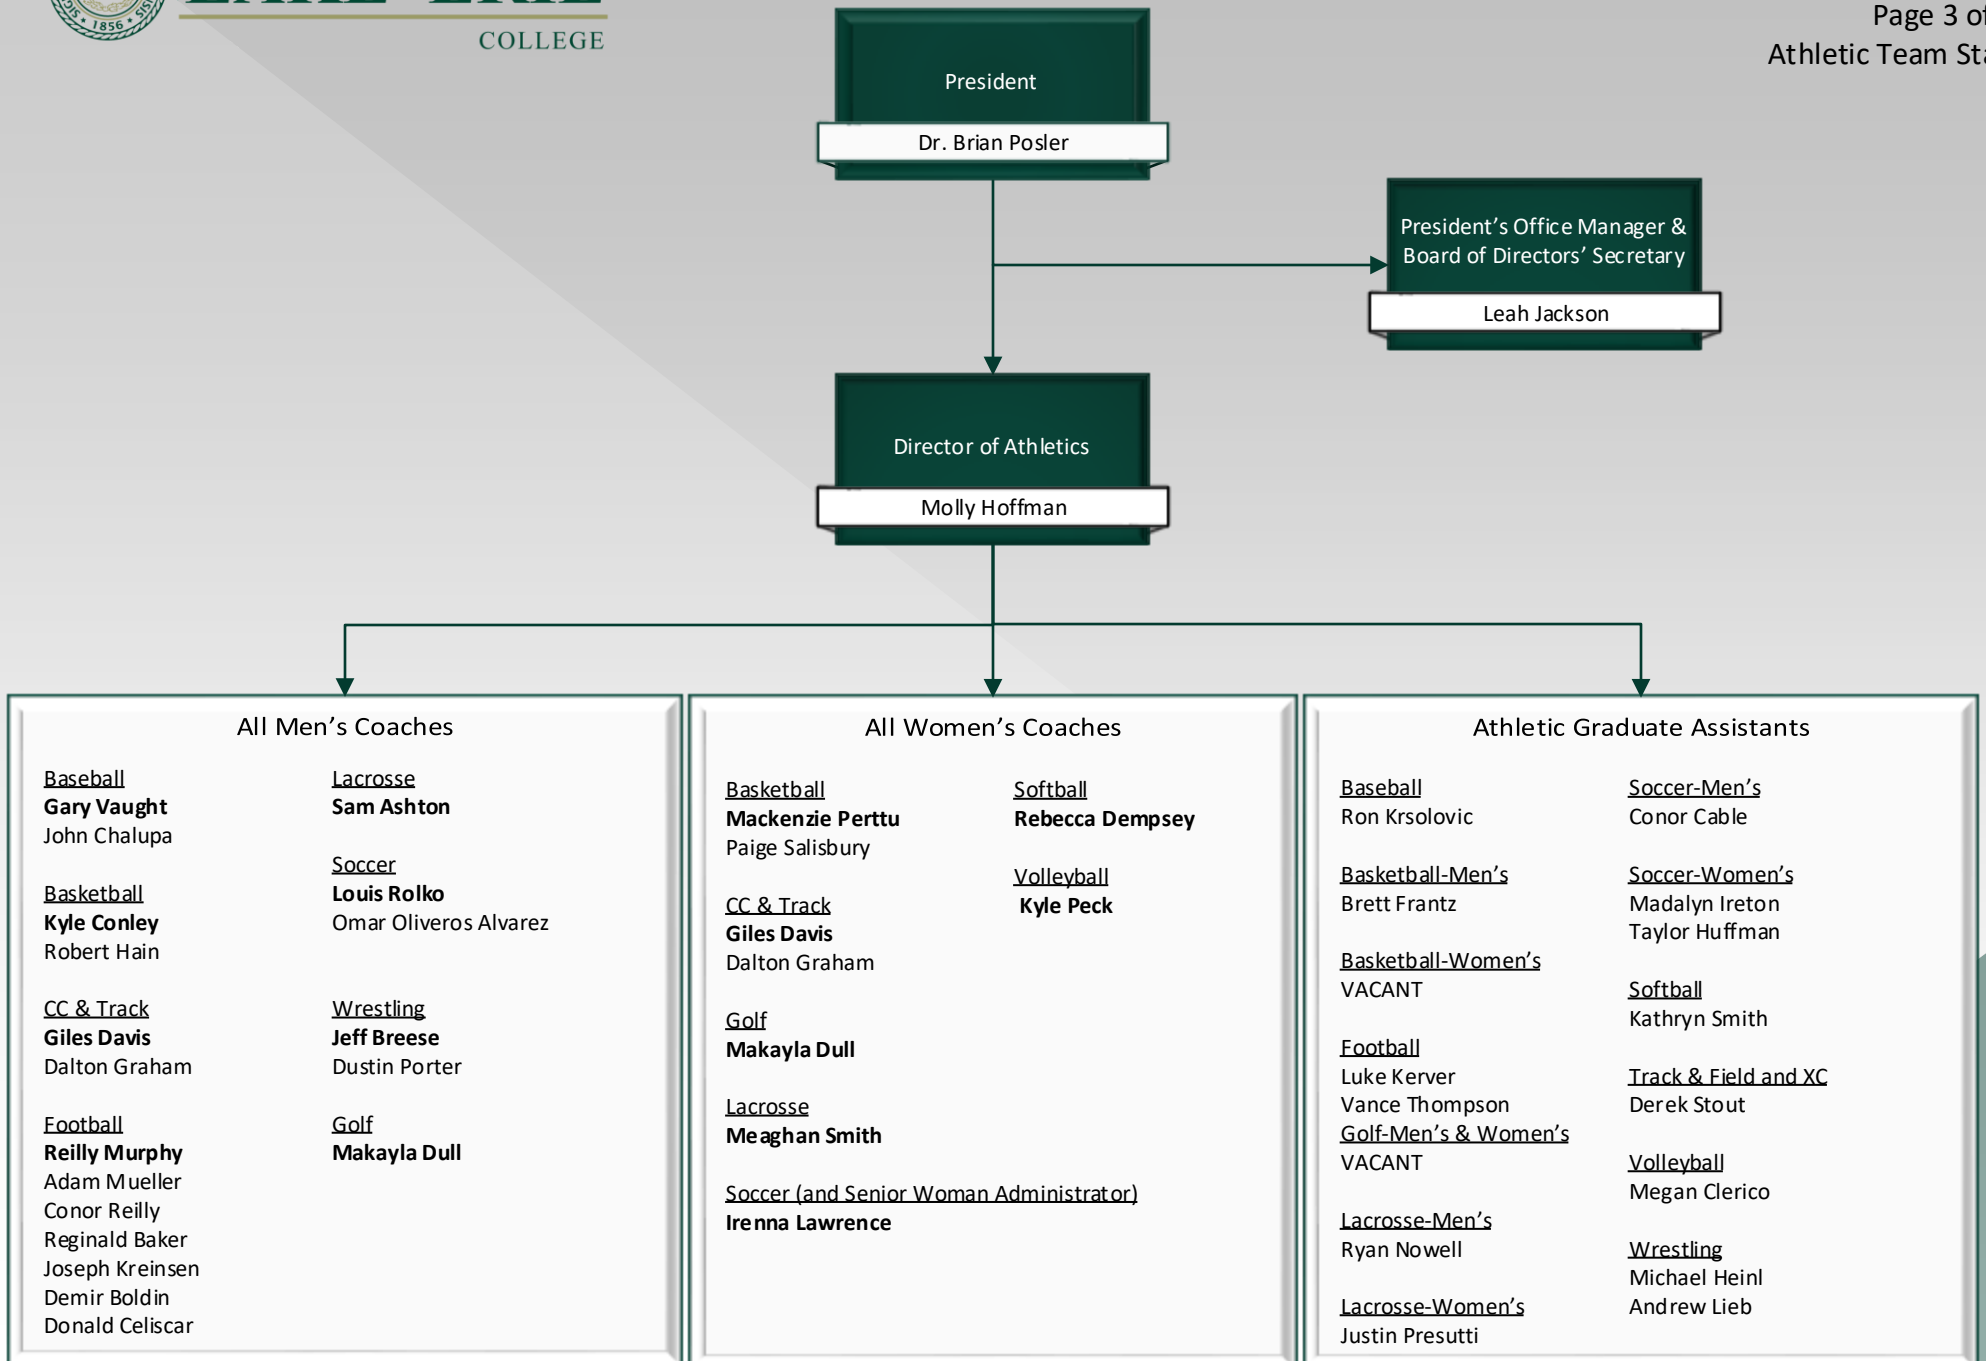 1856
COLLEGE
Page 3 of
Athletic Team
President
Dr. Brian Posler
President’s Office Manager &
Board of Directors’ Secretary
Leah Jackson
Director of Athletics
Molly Hoffman
All Men’s Coaches
Baseball
Gary Vaught
John Chalupa
Basketball
Kyle Conley
Robert Hain
CC & Track
Giles Davis
Dalton Graham
Football
Reilly Murphy
Adam Mueller
Conor Reilly
Reginald Baker
Joseph Kreinsen
Demir Boldin
Donald Celiscar
Lacrosse
Sam Ashton
Soccer
Louis Rolko
Omar Oliveros Alvarez
Wrestling
Jeff Breese
Dustin Porter
Golf
Makayla Dull
All Women’s Coaches
Basketball
Mackenzie Perttu
Paige Salisbury
CC & Track
Giles Davis
Dalton Graham
Golf
Makayla Dull
Lacrosse
Meaghan Smith
Soccer (and Senior Woman Administrator)
Irenna Lawrence
Softball
Rebecca Dempsey
Volleyball
Kyle Peck
Athletic Graduate Assistants
Baseball
Ron Krsolovic
Basketball-Men’s
Brett Frantz
Basketball-Women’s
VACANT
Football
Luke Kerver
Vance Thompson
Golf-Men’s & Women’s
VACANT
Lacrosse-Men’s
Ryan Nowell
Lacrosse-Women’s
Justin Presutti
Soccer-Men’s
Conor Cable
Soccer-Women’s
Madalyn Ireton
Taylor Huffman
Softball
Kathryn Smith
Track & Field and XC
Derek Stout
Volleyball
Megan Clerico
Wrestling
Michael Heinl
Andrew Lieb